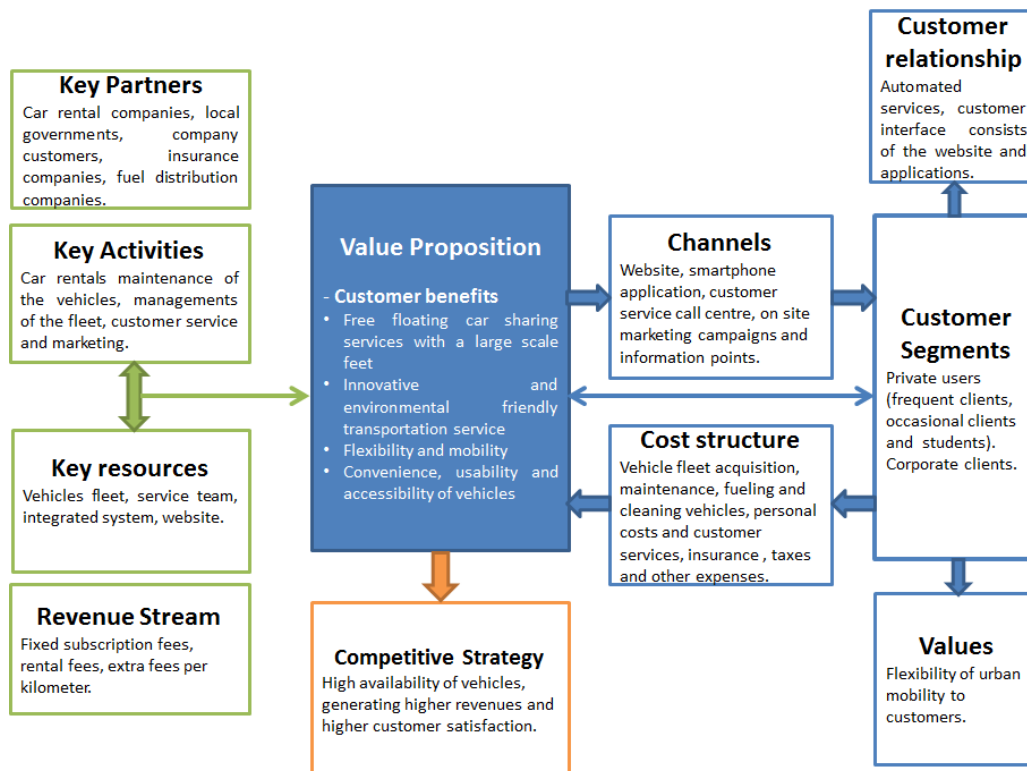 Key Partners
Car rental companies, local
governments, company
customers, insurance
companies, fuel distribution
companies.
Key Activities
Car rentals maintenance of
the vehicles, managements
of the fleet, customer service
and marketing.
Key resources
Vehicles fleet, service team,
integrated system, website.
Revenue Stream
Fixed subscription fees,
rental fees, extra fees per
kilometer.
Value Proposition
- Customer benefits
• Free floating car sharing
services with a large scale
feet
• Innovative and
environmental friendly
transportation service
• Flexibility and mobility
• Convenience, usability and
accessibility of vehicles
Competitive Strategy
High availability of vehicles,
generating higher revenues and
higher customer satisfaction.
Channels
Website, smartphone
application, customer
service call centre, on site
marketing campaigns and
information points.
Cost structure
Vehicle fleet acquisition,
maintenance, fueling and
cleaning vehicles, personal
costs and customer
services, insurance , taxes
and other expenses.
Customer
relationship
Automated
services, customer
interface consists
of the website and
applications.
Customer
Segments
Private users
(frequent clients,
occasional clients
and students).
Corporate clients.
Values
Flexibility of urban
mobility to
customers.